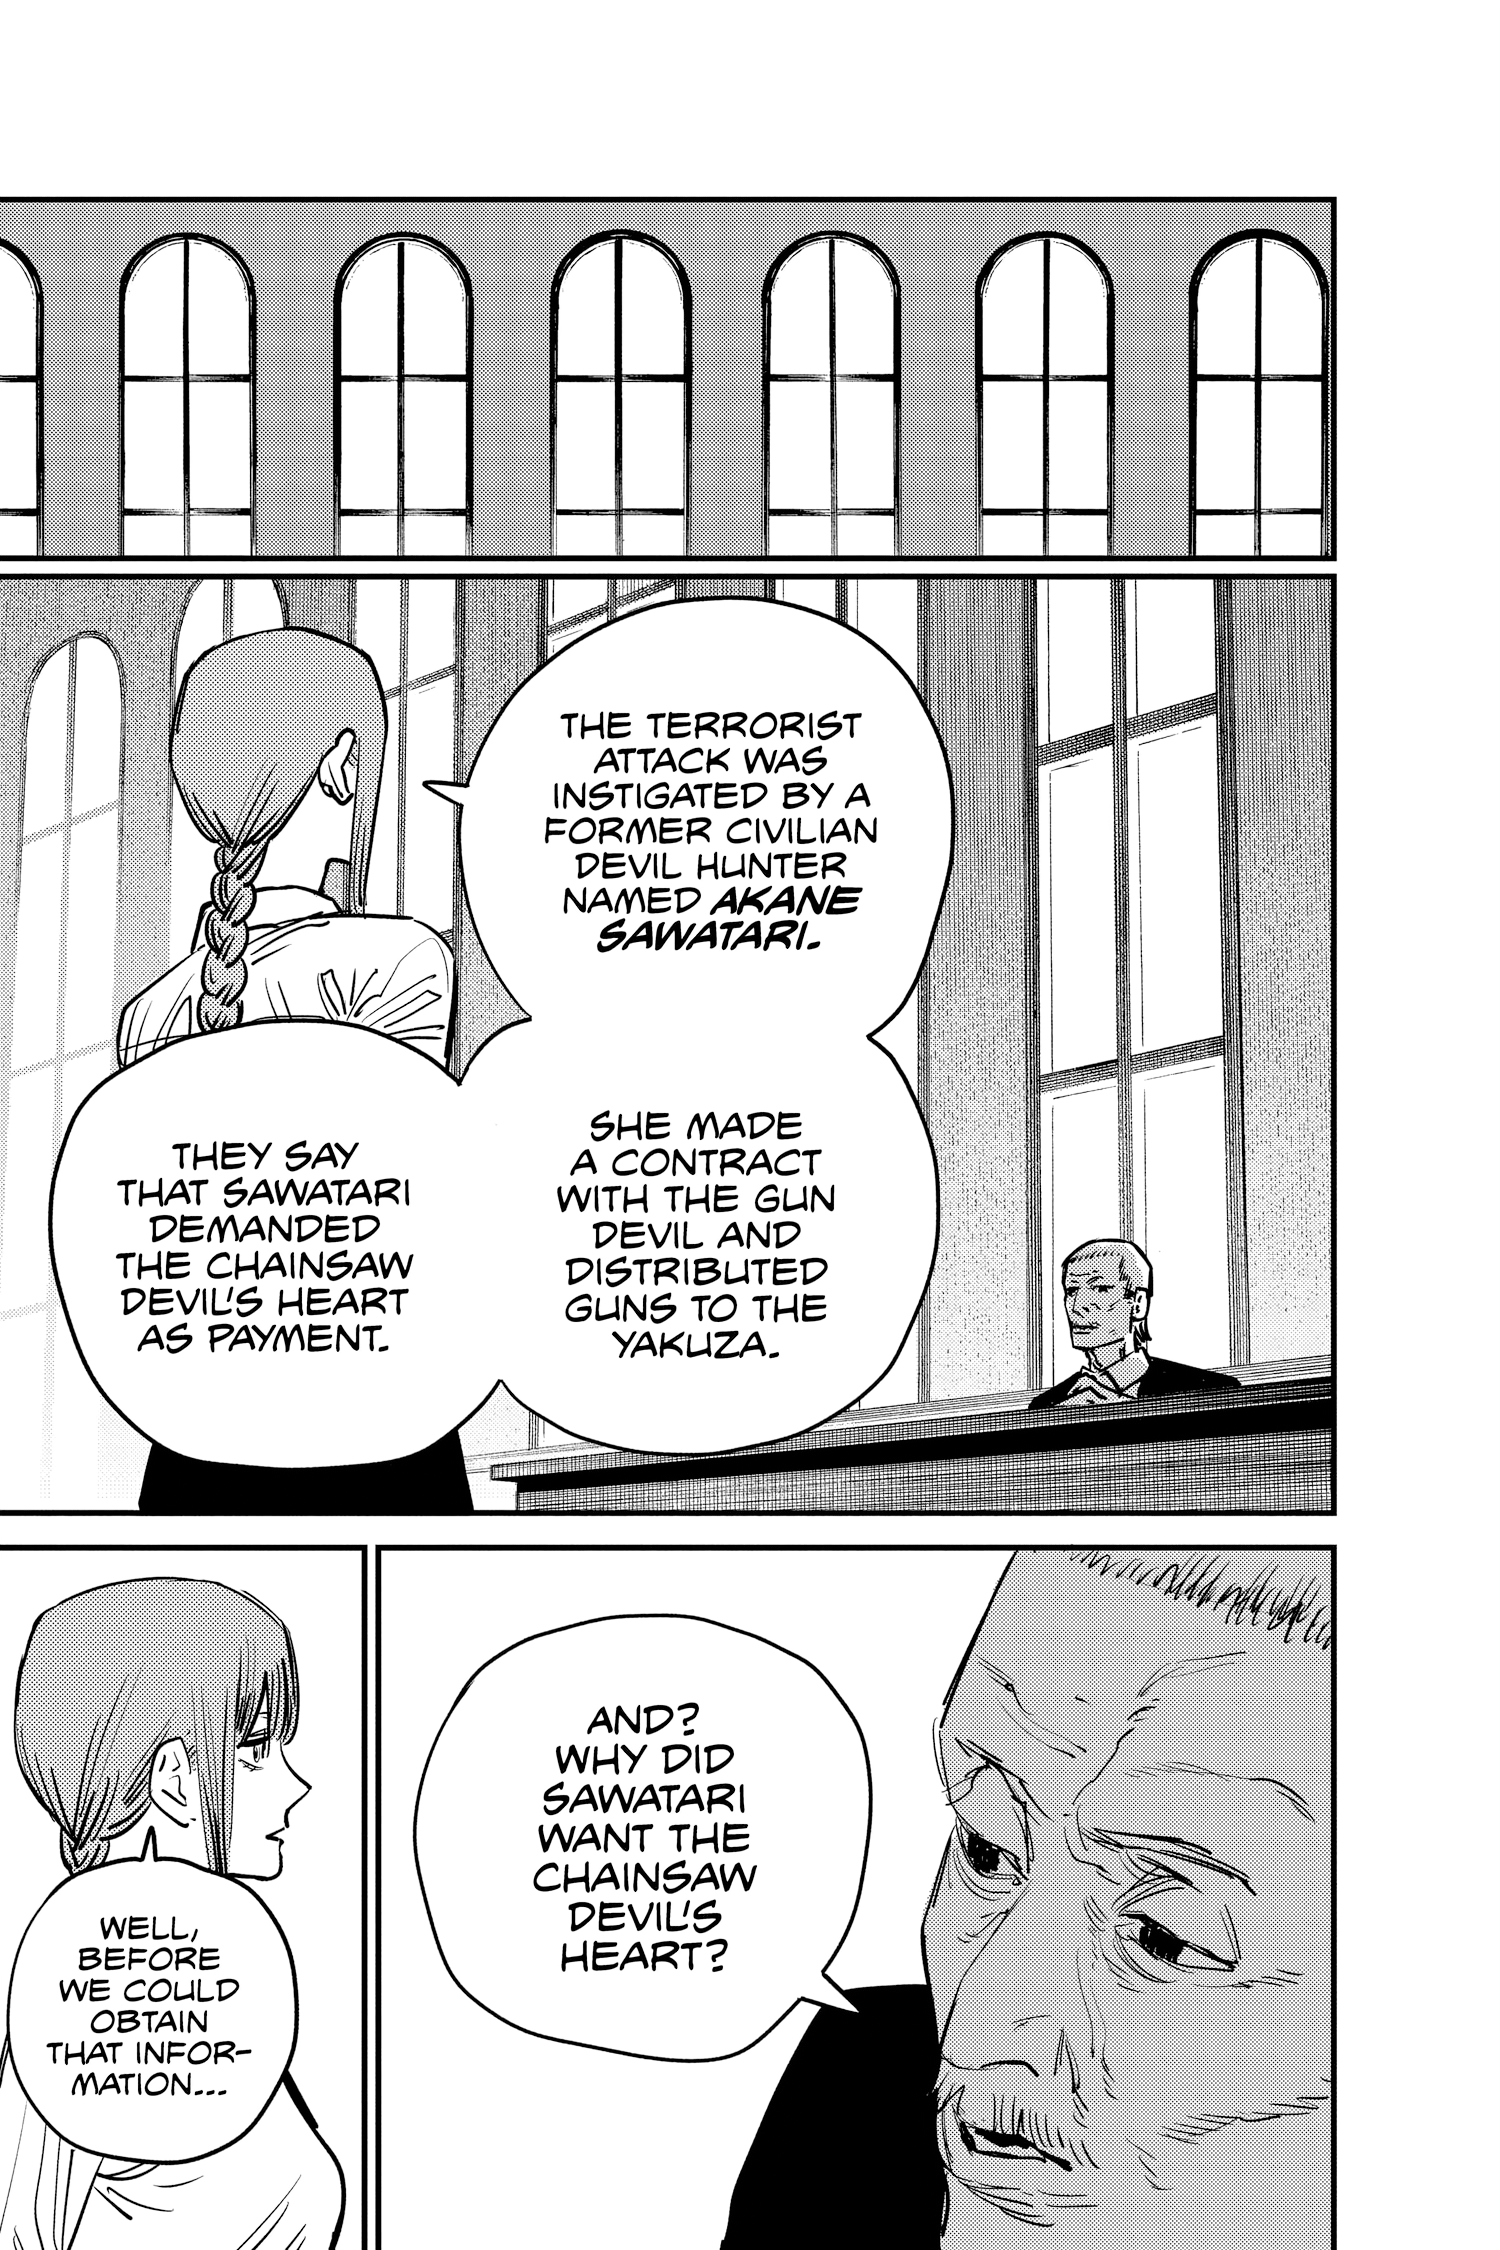 THE TERRORIST
ATTACK WAS
INSTIGATED BY A
FORMER CIVILIAN
DEVIL HUNTER
NAMED AKANE
SAWATARI.
SHE MADE
A CONTRACT
WITH THE GUN
DEVIL AND
DISTRIBUTED
GUNS TO THE
YAKUZA.
THEY SAY
THAT SAWATARI
DEMANDED
THE CHAINSAW
DEVIL'S HEART
AS PAYMENT.
AND?
WHY DID
SAWATARI
WANT THE
CHAINSAW
DEVIL'S
HEART?
WELL,
BEFORE
WE COULD
OBTAIN
THAT INFOR-
MATION...